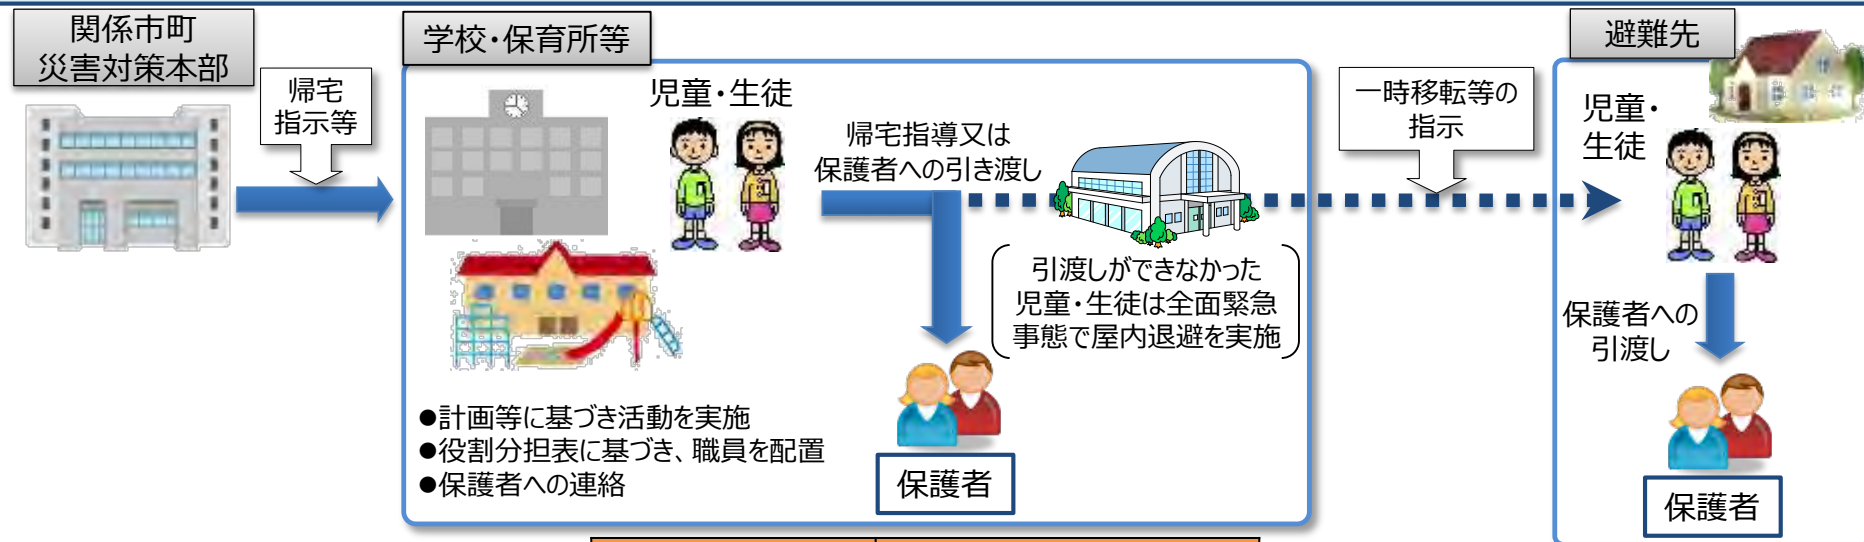 関係市町
災害対策本部
帰宅
指示等
学校・保育所等
児童・生徒
帰宅指導又は
保護者への引き渡し
引渡しができなかった
児童・生徒は全面緊急
事態で屋内退避を実施
●計画等に基づき活動を実施
●役割分担表に基づき、職員を配置
●保護者への連絡
保護者
一時移転等の
指示
避難先
児童・
生徒
保護者への
引渡し
保護者